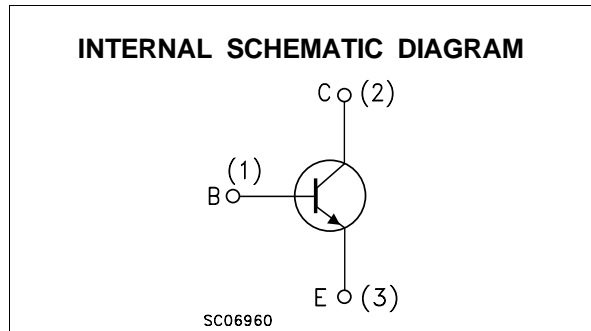 INTERNAL SCHEMATIC DIAGRAM
C (2)
(1)
B
E (3)
SC06960